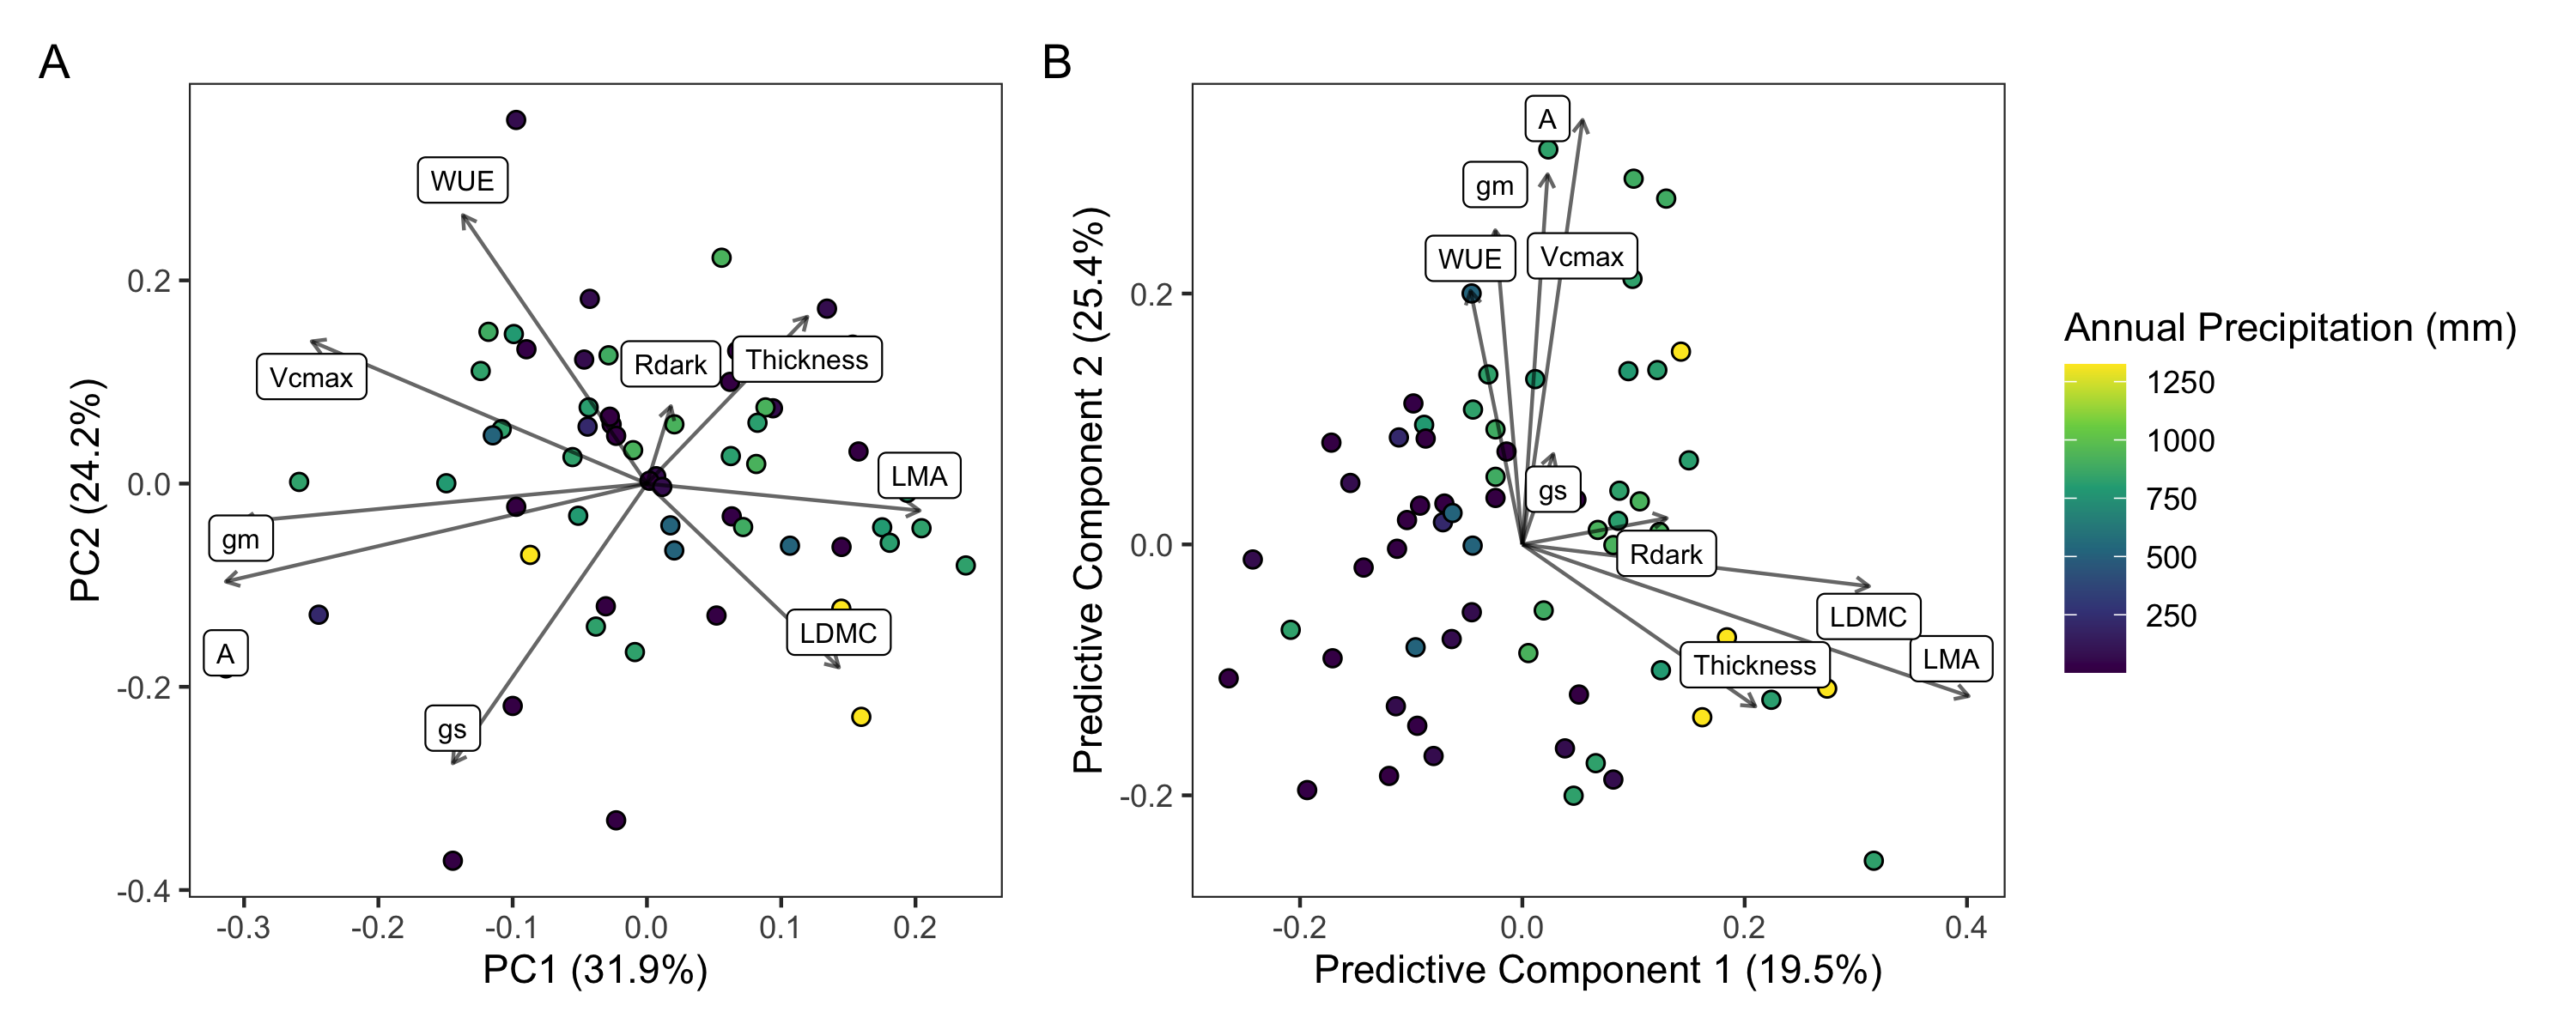 A
B
WUE
Vcmax
Rdark
Thickness
LMA
gm
A
LDMC
gs
0.2
0.0
-0.2
-0.4
-0.3
-0.2
-0.1
0.0
0.1
0.2
PC1 (31.9%)
PC2 (24.2%)
A
gm
WUE
Vcmax
gs
Rdark
LDMC
LMA
Thickness
0.2
0.0
-0.2
-0.2
0.0
0.2
0.4
Predictive Component 1 (19.5%)
Predictive Component 2 (25.4%)
Annual Precipitation (mm)
1250
1000
750
500
250